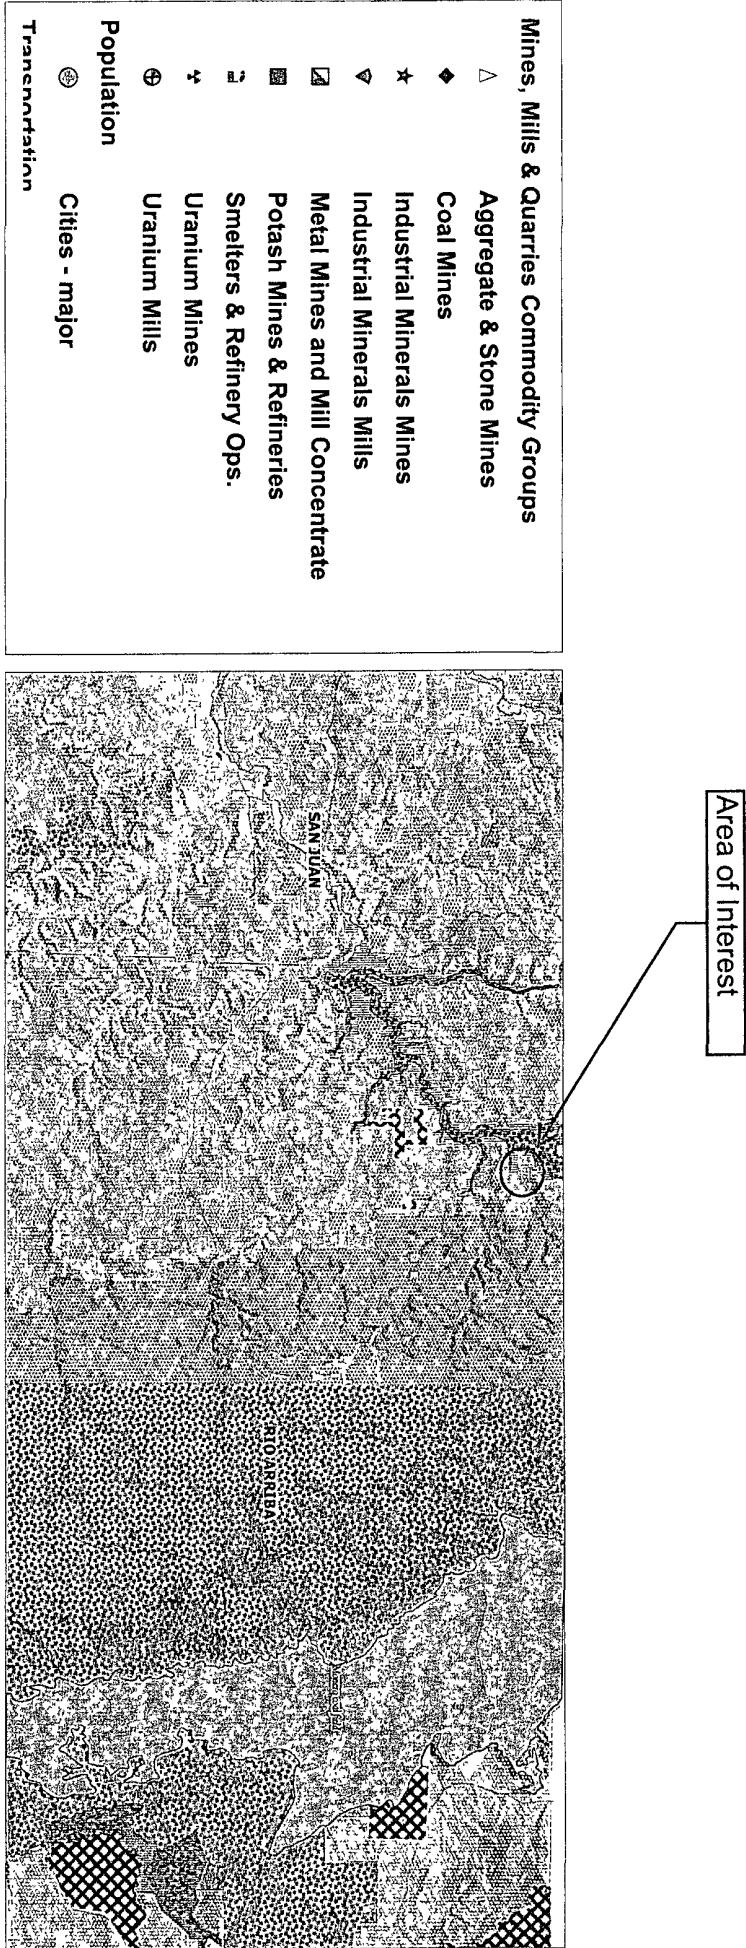 Mines, Mills & Quarries Commodity Groups
Aggregate & Stone Mines
Coal Mines
Industrial Minerals Mines
Industrial Minerals Mills
Metal Mines and Mill Concentrate
Potash Mines & Refineries
Smelters & Refinery Ops.
Uranium Mines
Uranium Mills
Population
Cities - major
Transportation
Area of Interest
SAN JUAN
RIO ARRIBA